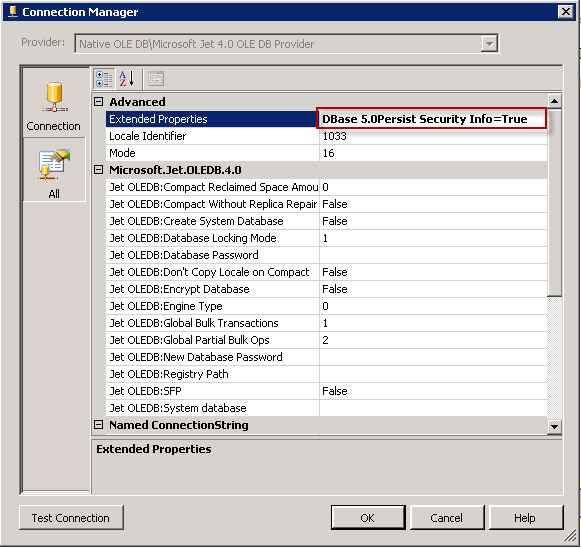 Connection Manager
Provider: Native OLE DB\Microsoft Jet 4.0 OLE DB Provider
Connection
All
Advanced
Extended Properties DBase 5.0Persist Security Info=True
Locale Identifier 1033
Mode 16
Microsoft.Jet.OLEDB.4.0
Jet OLEDB:Compact Reclaimed Space Amou 0
Jet OLEDB:Compact Without Replica Repair False
Jet OLEDB:Create System Database False
Jet OLEDB:Database Locking Mode 1
Jet OLEDB:Database Password
Jet OLEDB:Don't Copy Locale on Compact False
Jet OLEDB:Encrypt Database False
Jet OLEDB:Engine Type 0
Jet OLEDB:Global Bulk Transactions 1
Jet OLEDB:Global Partial Bulk Ops 2
Jet OLEDB:New Database Password
Jet OLEDB:Registry Path
Jet OLEDB:SFP False
Jet OLEDB:System database
Named ConnectionString
Extended Properties
Test Connection OK Cancel Help